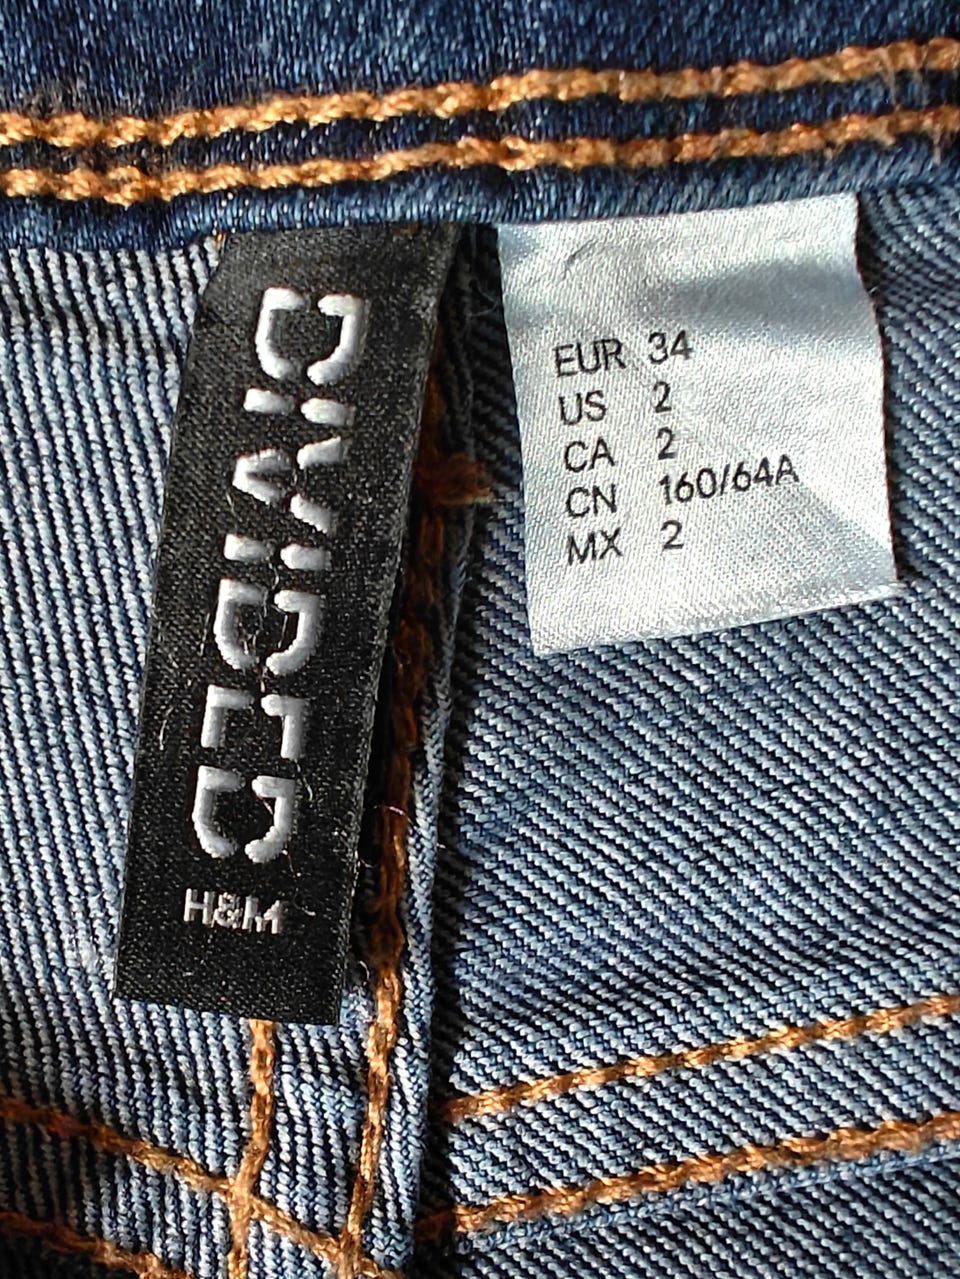 DIVIDED
H&M
EUR 34
US 2
CA 2
CN 160/64A
MX 2